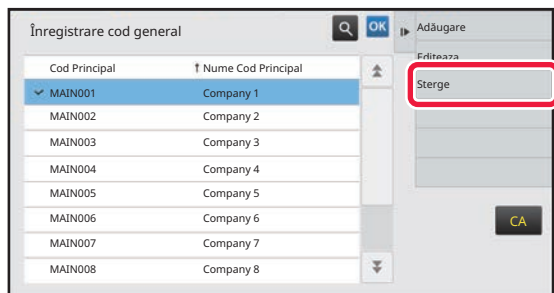 Înregistrare cod general
OK
Cod Principal
Nume Cod Principal
MAIN001 Company 1
MAIN002 Company 2
MAIN003 Company 3
MAIN004 Company 4
MAIN005 Company 5
MAIN006 Company 6
MAIN007 Company 7
MAIN008 Company 8
Adăugare
Editeaza
Sterge
CA